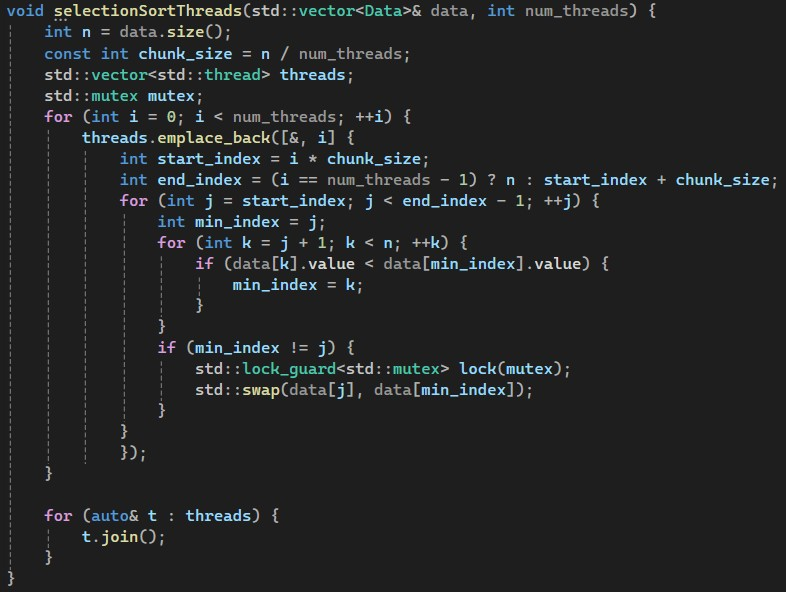 void selectionSortThreads(std::vector<Data>& data, int num_threads) {
    int n = data.size();
    const int chunk_size = n / num_threads;
    std::vector<std::thread> threads;
    std::mutex mutex;
    for (int i = 0; i < num_threads; ++i) {
        threads.emplace_back([&, i] {
            int start_index = i * chunk_size;
            int end_index = (i == num_threads - 1) ? n : start_index + chunk_size;
            for (int j = start_index; j < end_index - 1; ++j) {
                int min_index = j;
                for (int k = j + 1; k < n; ++k) {
                    if (data[k].value < data[min_index].value) {
                        min_index = k;
                    }
                }
                if (min_index != j) {
                    std::lock_guard<std::mutex> lock(mutex);
                    std::swap(data[j], data[min_index]);
                }
            }
            });
    }

    for (auto& t : threads) {
        t.join();
    }
}